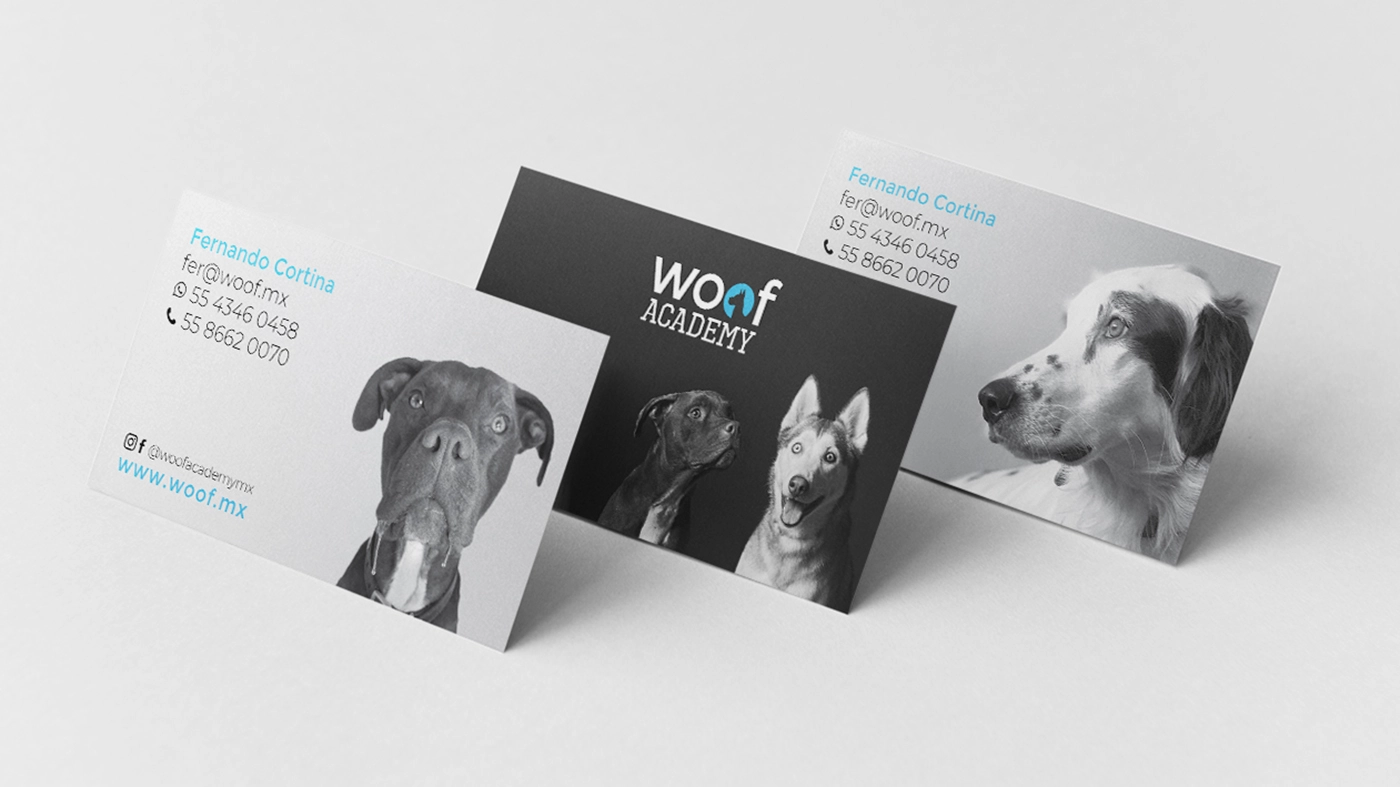 Fernando Cortina
fer@woof.mx
55 4346 0458
55 8662 0070
@woofacademymx
www.woof.mx
woof
ACADEMY
Fernando Cortina
fer@woof.mx
55 4346 0458
55 8662 0070